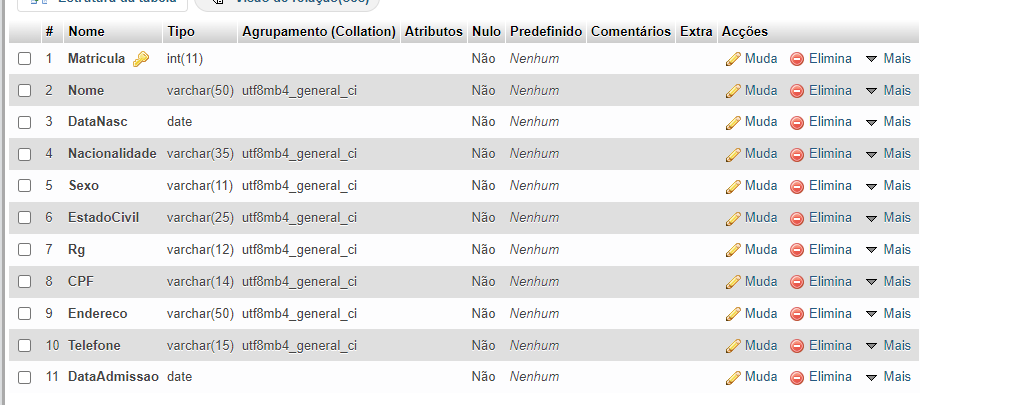 Estrutura da tabela Visão de relação(ões)
# Nome Tipo Agrupamento (Collation) Atributos Nulo Predefinido Comentários Extra Acções
1 Matricula int(11) Não Nenhum Muda Elimina Mais
2 Nome varchar(50) utf8mb4_general_ci Não Nenhum Muda Elimina Mais
3 DataNasc date Não Nenhum Muda Elimina Mais
4 Nacionalidade varchar(35) utf8mb4_general_ci Não Nenhum Muda Elimina Mais
5 Sexo varchar(11) utf8mb4_general_ci Não Nenhum Muda Elimina Mais
6 EstadoCivil varchar(25) utf8mb4_general_ci Não Nenhum Muda Elimina Mais
7 Rg varchar(12) utf8mb4_general_ci Não Nenhum Muda Elimina Mais
8 CPF varchar(14) utf8mb4_general_ci Não Nenhum Muda Elimina Mais
9 Endereco varchar(50) utf8mb4_general_ci Não Nenhum Muda Elimina Mais
10 Telefone varchar(15) utf8mb4_general_ci Não Nenhum Muda Elimina Mais
11 DataAdmissao date Não Nenhum Muda Elimina Mais